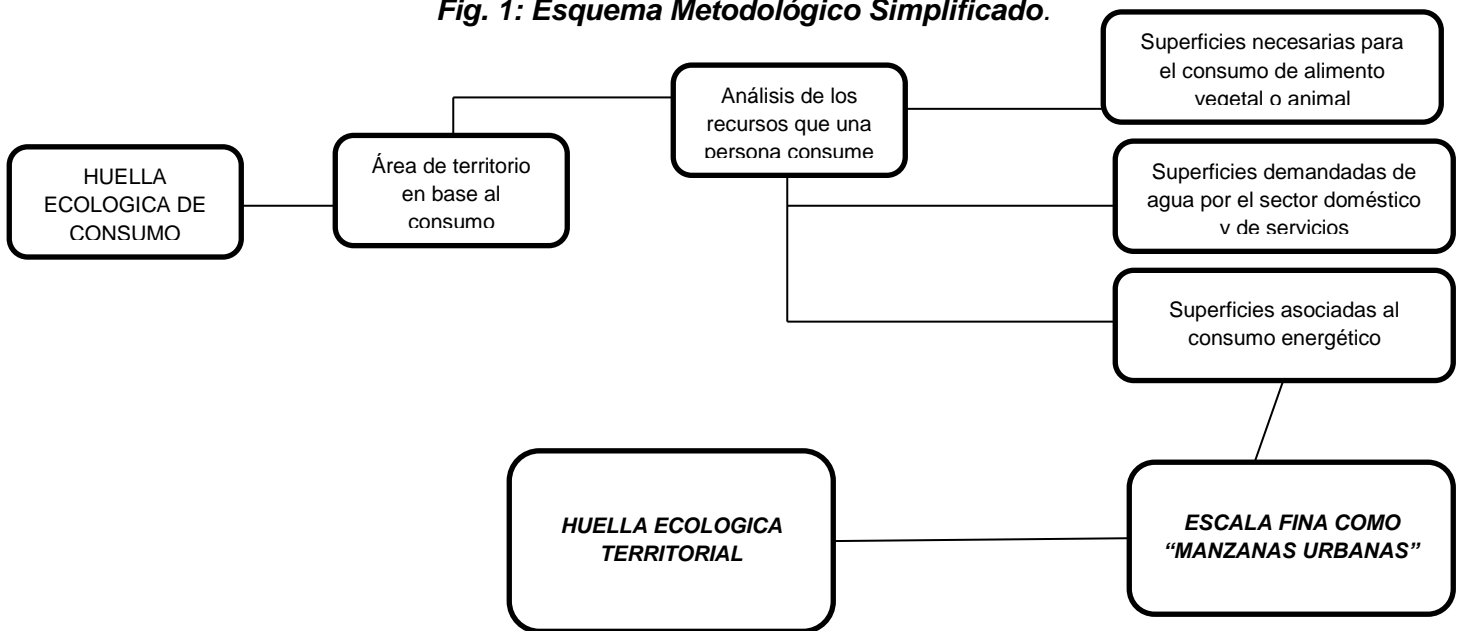 Fig. 1: Esquema Metodológico Simplificado.
HUELLA
ECOLOGICA DE
CONSUMO
Área de territorio
en base al
consumo
Análisis de los
recursos que una
persona consume
Superficies necesarias para
el consumo de alimento
vegetal o animal
Superficies demandadas de
agua por el sector doméstico
y de servicios
Superficies asociadas al
consumo energético
HUELLA ECOLOGICA
TERRITORIAL
ESCALA FINA COMO
“MANZANAS URBANAS”